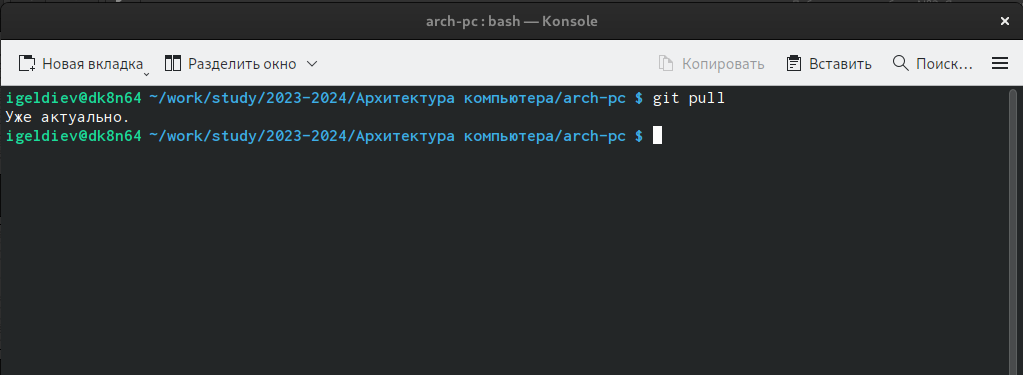 arch-pc : bash — Konsole
Новая вкладка Разделить окно Копировать Вставить Поиск...
igeldiev@dk8n64 ~/work/study/2023-2024/Архитектура компьютера/arch-pc $ git pull
Уже актуально.
igeldiev@dk8n64 ~/work/study/2023-2024/Архитектура компьютера/arch-pc $